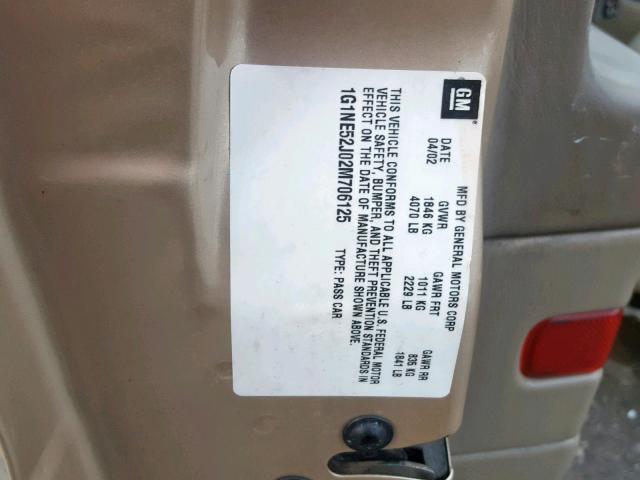 GM
MFD BY GENERAL MOTORS CORP
DATE GVWR GAWR FRT GAWR RR
04/02 1846 KG 1011 KG 835 KG
4070 LB 2229 LB 1841 LB
THIS VEHICLE CONFORMS TO ALL APPLICABLE U.S. FEDERAL MOTOR
VEHICLE SAFETY, BUMPER, AND THEFT PREVENTION STANDARDS IN
EFFECT ON THE DATE OF MANUFACTURE SHOWN ABOVE.
1G1NE52J02M706125 TYPE: PASS CAR